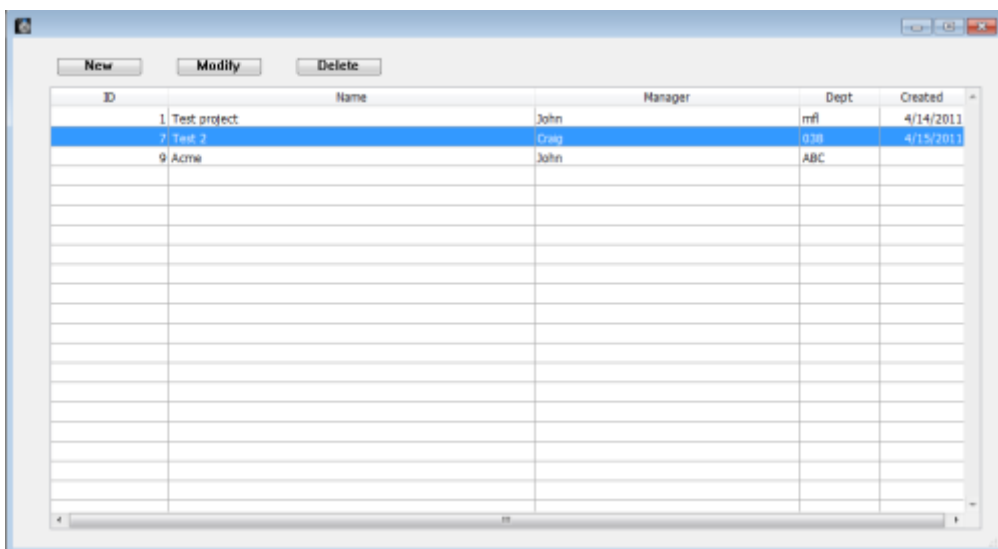 New Modify Delete
ID Name Manager Dept Created
1 Test project John mfl 4/14/2011
7 Test 2 Craig 038 4/15/2011
9 Acme John ABC